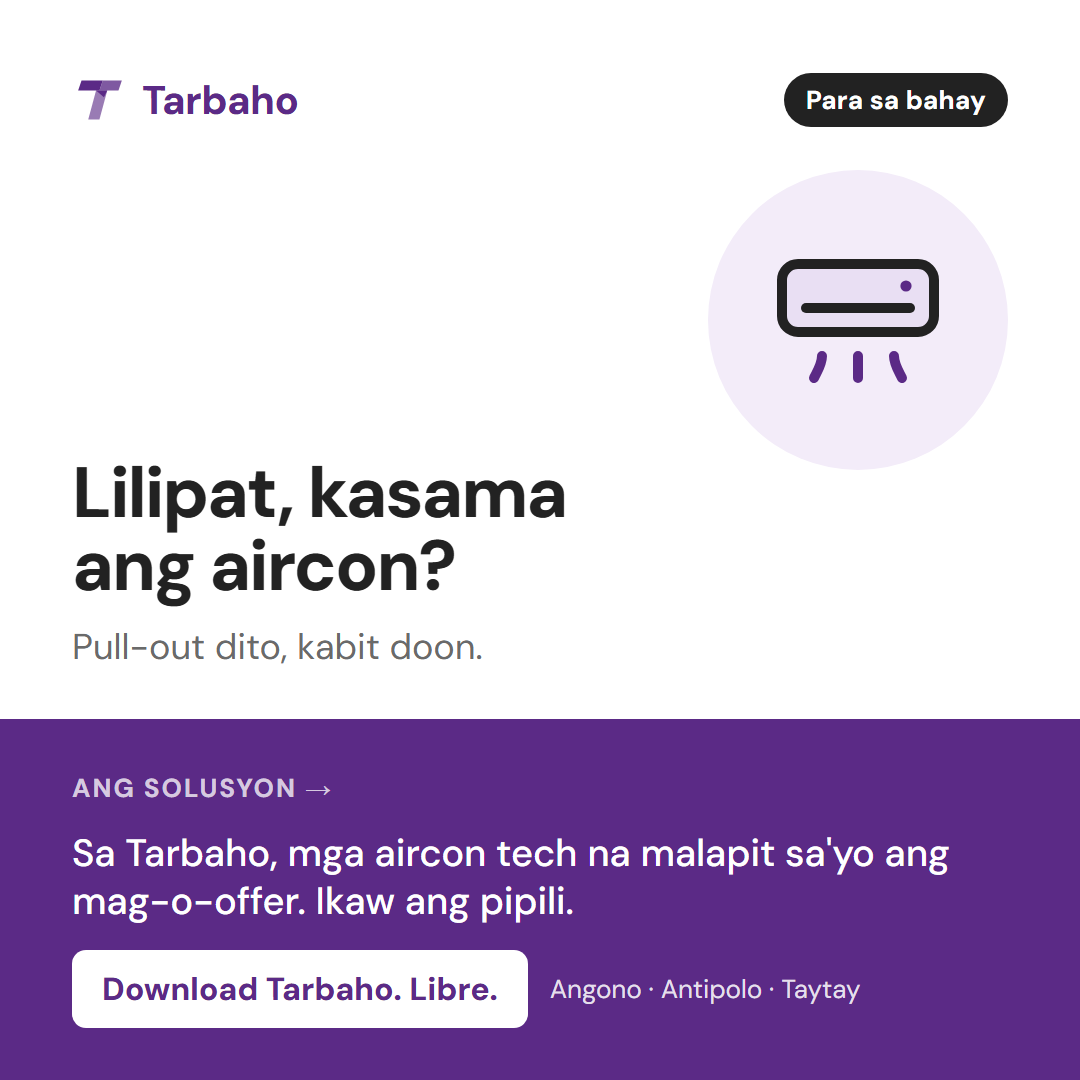 Tarbaho
Para sa bahay
Lilipat, kasama
ang aircon?
Pull-out dito, kabit doon.
ANG SOLUSYON →
Sa Tarbaho, mga aircon tech na malapit sa'yo ang
mag-o-offer. Ikaw ang pipili.
Download Tarbaho. Libre.
Angono · Antipolo · Taytay